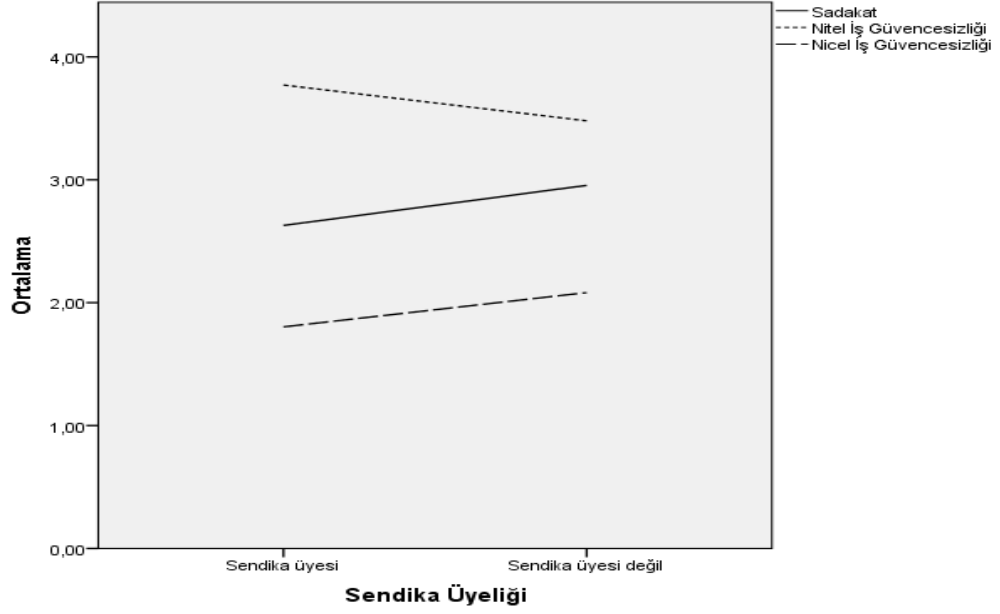 Sadakat
Nitel İş Güvencesizliği
Nicel İş Güvencesizliği
4,00
3,00
2,00
1,00
0,00
Ortalama
Sendika üyesi
Sendika üyesi değil
Sendika Üyeliği